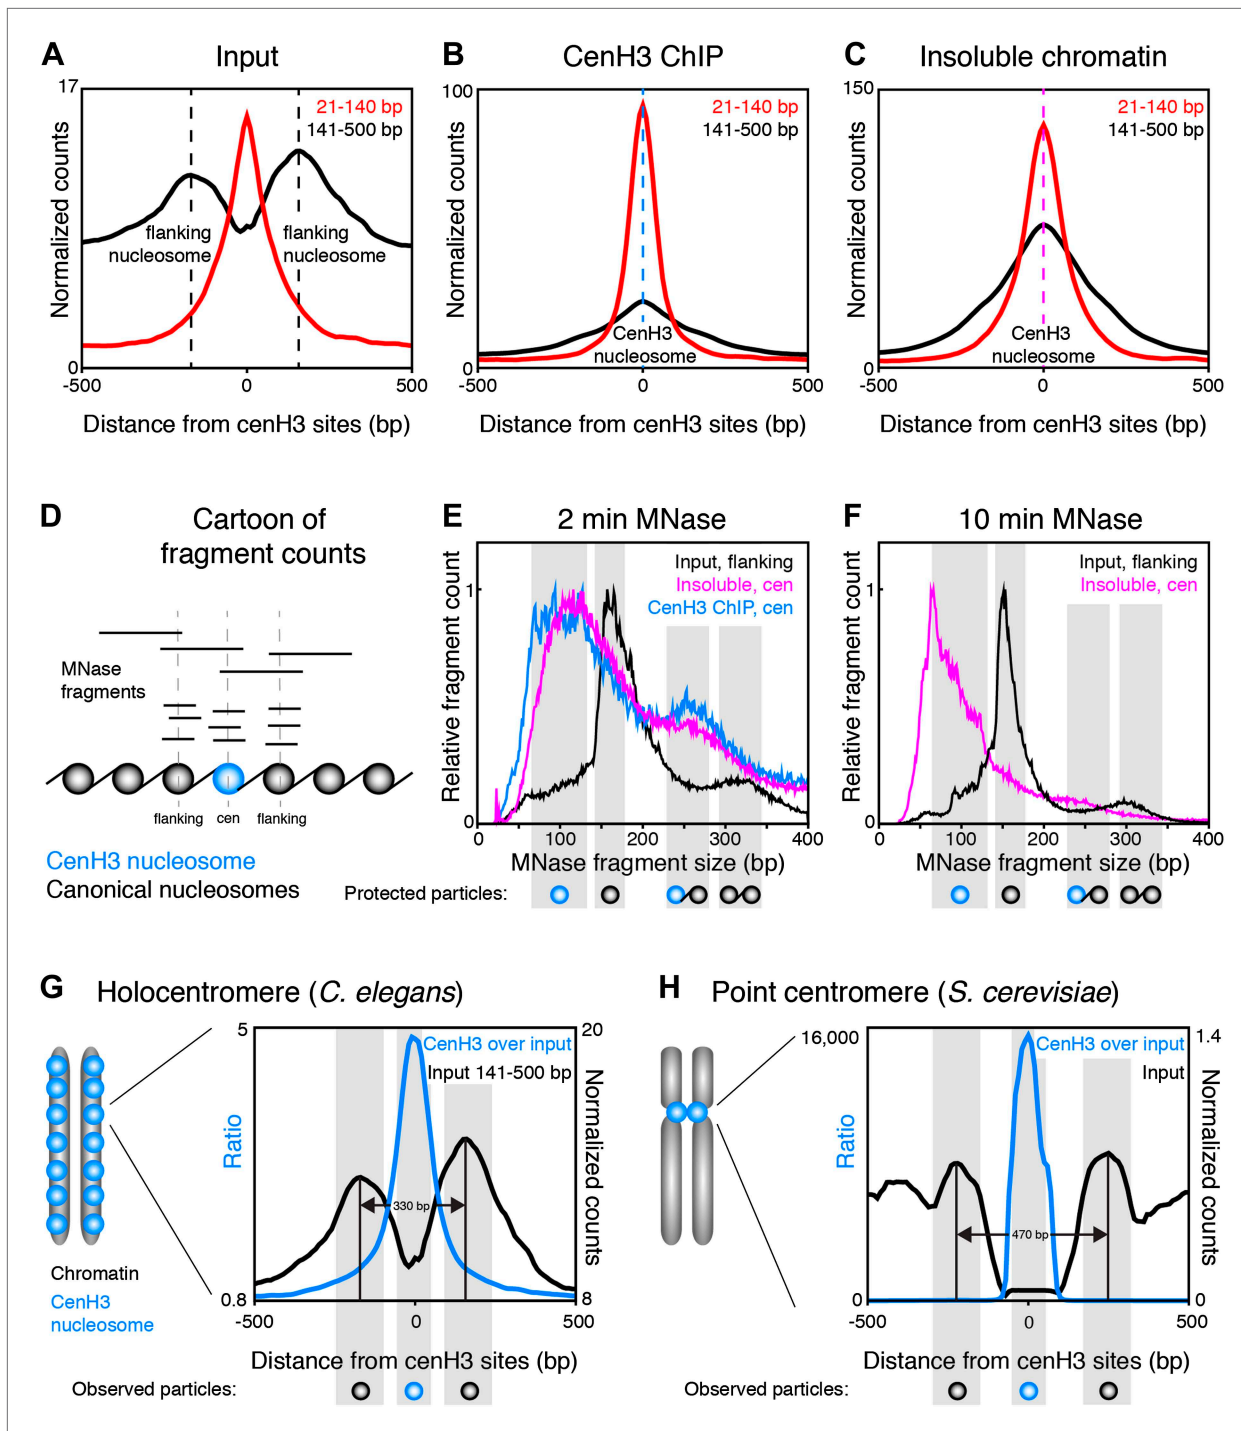 A
Input
17
21-140 bp
141-500 bp
Normalized counts
flanking
nucleosome
flanking
nucleosome
0
-500
0
500
Distance from cenH3 sites (bp)
B
CenH3 ChIP
100
21-140 bp
141-500 bp
Normalized counts
CenH3
nucleosome
0
-500
0
500
Distance from cenH3 sites (bp)
C
Insoluble chromatin
150
21-140 bp
141-500 bp
Normalized counts
CenH3
nucleosome
0
-500
0
500
Distance from cenH3 sites (bp)
D
Cartoon of
fragment counts
MNase
fragments
flanking
cen
flanking
CenH3 nucleosome
Canonical nucleosomes
E
2 min MNase
Relative fragment count
Input, flanking
Insoluble, cen
CenH3 ChIP, cen
1
0
0
100
200
300
400
MNase fragment size (bp)
Protected particles:
F
10 min MNase
Relative fragment count
Input, flanking
Insoluble, cen
1
0
0
100
200
300
400
MNase fragment size (bp)
G
Holocentromere (C. elegans)
5
20
CenH3 over input
Input 141-500 bp
Ratio
Normalized counts
330 bp
Chromatin
CenH3
nucleosome
0.8
8
-500
0
500
Distance from cenH3 sites (bp)
Observed particles:
H
Point centromere (S. cerevisiae)
16,000
1.4
CenH3 over input
Input
Ratio
Normalized counts
470 bp
0
0
-500
0
500
Distance from cenH3 sites (bp)
Observed particles: